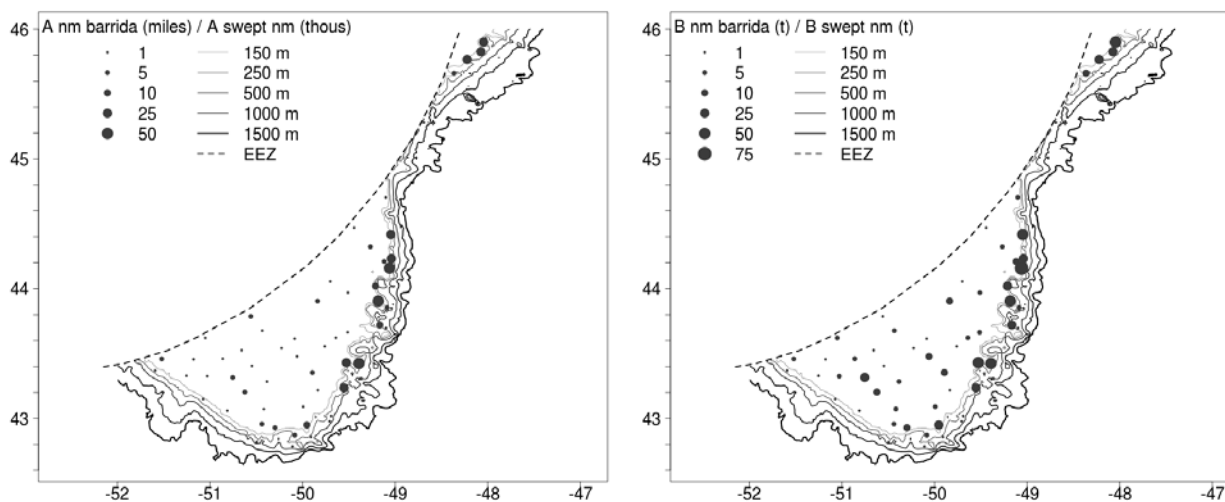 A nm barrida (miles) / A swept nm (thous)
1 150 m
5 250 m
10 500 m
25 1000 m
50 1500 m
EEZ
46
45
44
43
-52 -51 -50 -49 -48 -47
B nm barrida (t) / B swept nm (t)
1 150 m
5 250 m
10 500 m
25 1000 m
50 1500 m
75 EEZ
46
45
44
43
-52 -51 -50 -49 -48 -47